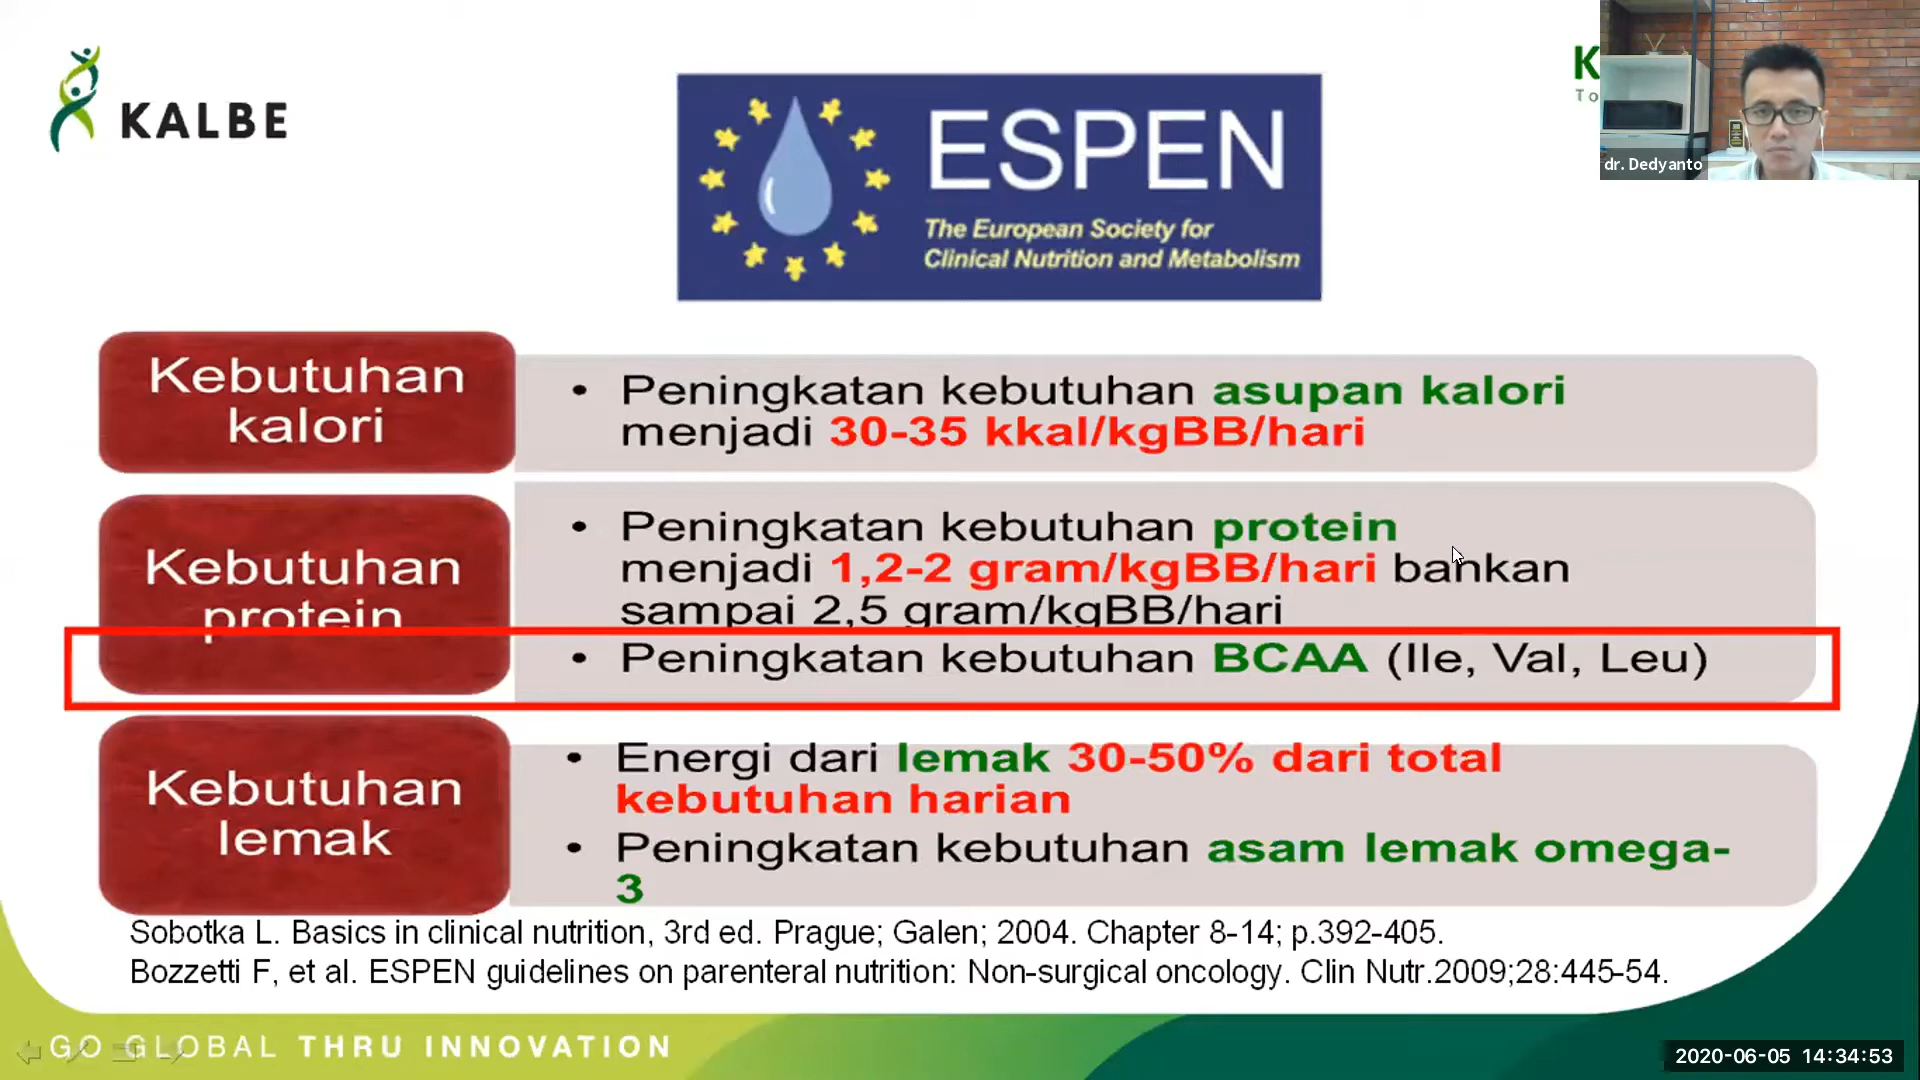 KALBE
K
To
dr. Dedyanto
ESPEN
The European Society for
Clinical Nutrition and Metabolism
Kebutuhan
kalori
• Peningkatan kebutuhan asupan kalori
menjadi 30-35 kkal/kgBB/hari
Kebutuhan
protein
• Peningkatan kebutuhan protein
menjadi 1,2-2 gram/kgBB/hari bahkan
sampai 2,5 gram/kgBB/hari
• Peningkatan kebutuhan BCAA (Ile, Val, Leu)
Kebutuhan
lemak
• Energi dari lemak 30-50% dari total
kebutuhan harian
• Peningkatan kebutuhan asam lemak omega-
3
Sobotka L. Basics in clinical nutrition, 3rd ed. Prague; Galen; 2004. Chapter 8-14; p.392-405.
Bozzetti F, et al. ESPEN guidelines on parenteral nutrition: Non-surgical oncology. Clin Nutr.2009;28:445-54.
GO GLOBAL THRU INNOVATION
2020-06-05 14:34:53